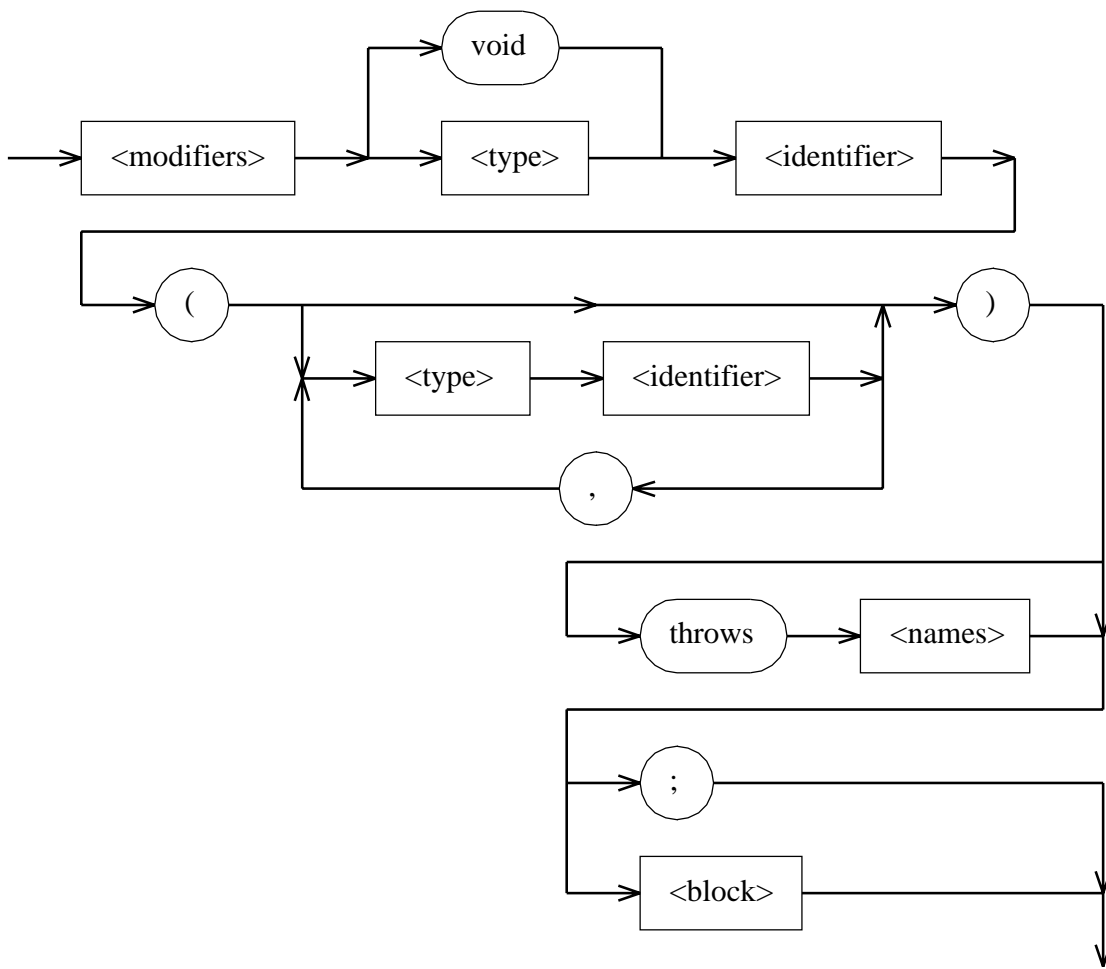 void
<modifiers> <type> <identifier>
( )
<type> <identifier>
,
throws <names>
;
<block>